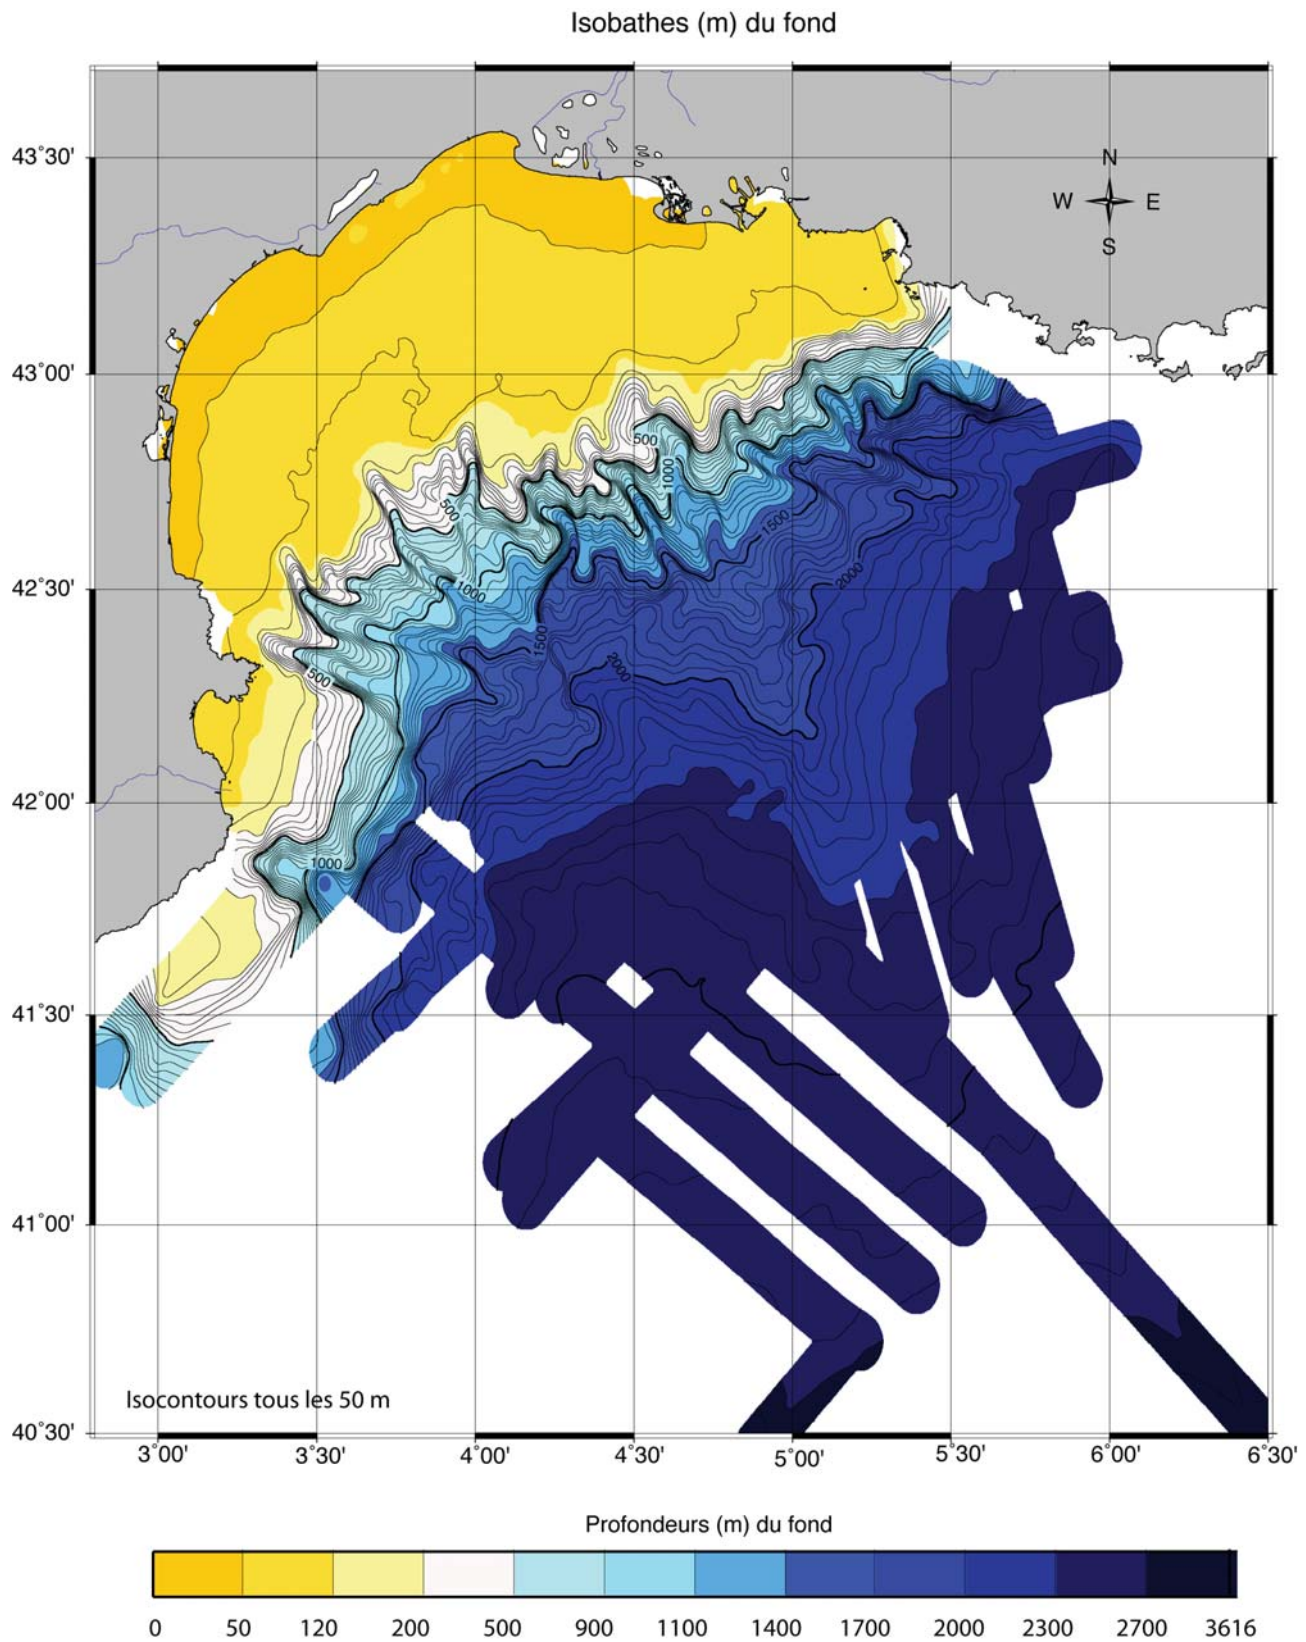 Isobathes (m) du fond
43˚30'
N
W E
S
43˚00'
500
1000
500
1500
42˚30'
1000
2000
1500
500
2000
42˚00'
1000
41˚30'
41˚00'
Isocontours tous les 50 m
40˚30'
3˚00' 3˚30' 4˚00' 4˚30' 5˚00' 5˚30' 6˚00' 6˚30'
Profondeurs (m) du fond
0 50 120 200 500 900 1100 1400 1700 2000 2300 2700 3616